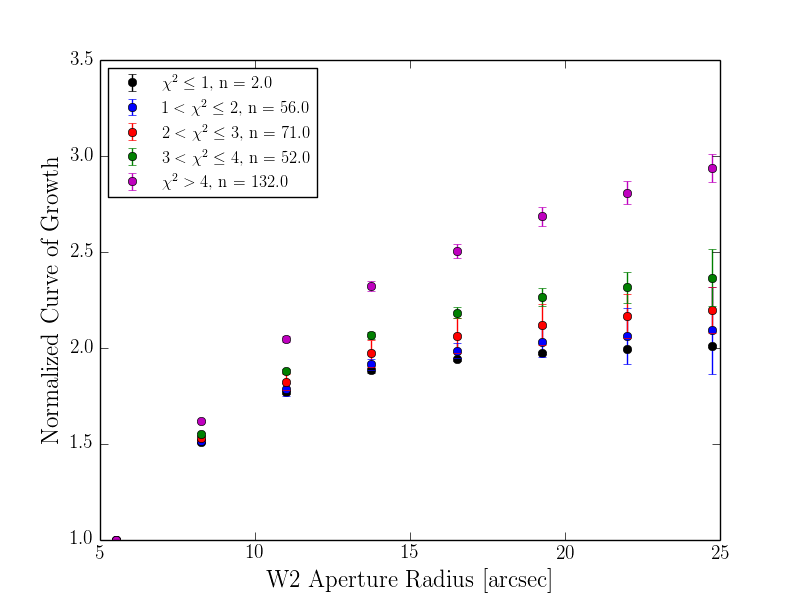 3.5
3.0
2.5
2.0
1.5
1.0
Normalized Curve of Growth
χ² ≤ 1, n = 2.0
1 < χ² ≤ 2, n = 56.0
2 < χ² ≤ 3, n = 71.0
3 < χ² ≤ 4, n = 52.0
χ² > 4, n = 132.0
5 10 15 20 25
W2 Aperture Radius [arcsec]